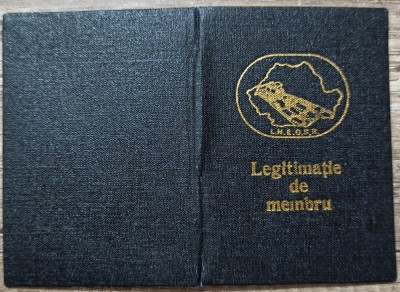 L.N.E.O.S.R.
Legitimație
de
membru